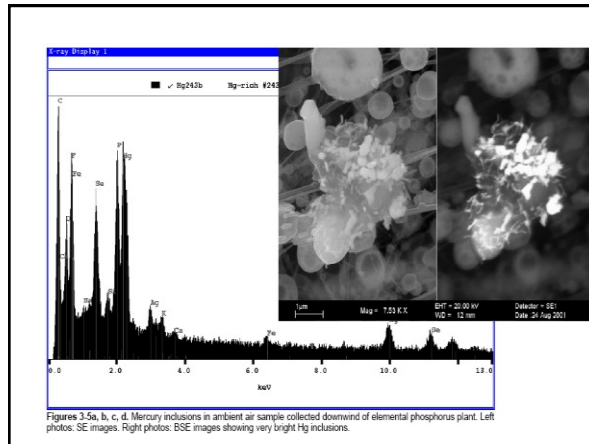 X-ray Display 1
✓ Hg243b Hg-rich #243
C
F
P
Hg
Fe
Se
C
Ag
K
Ca
Fe
Se
0.0 2.0 4.0 6.0 8.0 10.0 13.0
keV
1µm
Mag = 7.53 K X
EHT = 20.00 kV
WD = 12 mm
Detector = SE1
Date :24 Aug 2001
Figures 3-5a, b, c, d. Mercury inclusions in ambient air sample collected downwind of elemental phosphorus plant. Left
photos: SE images. Right photos: BSE images showing very bright Hg inclusions.